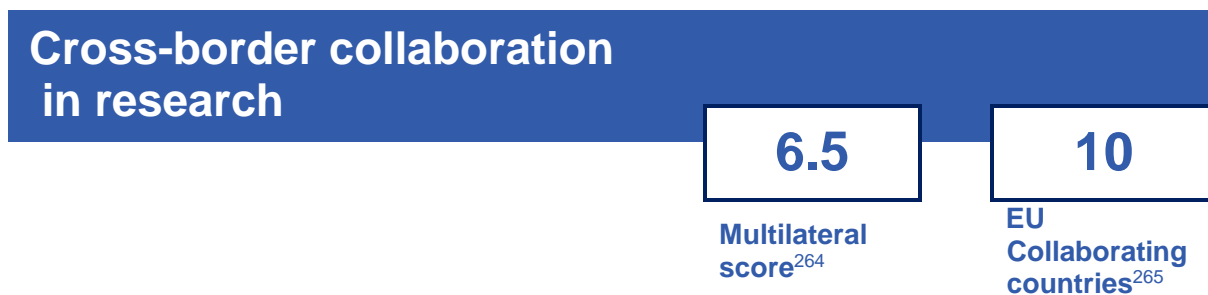 Cross-border collaboration
in research
6.5
10
Multilateral
score264
EU
Collaborating
countries265